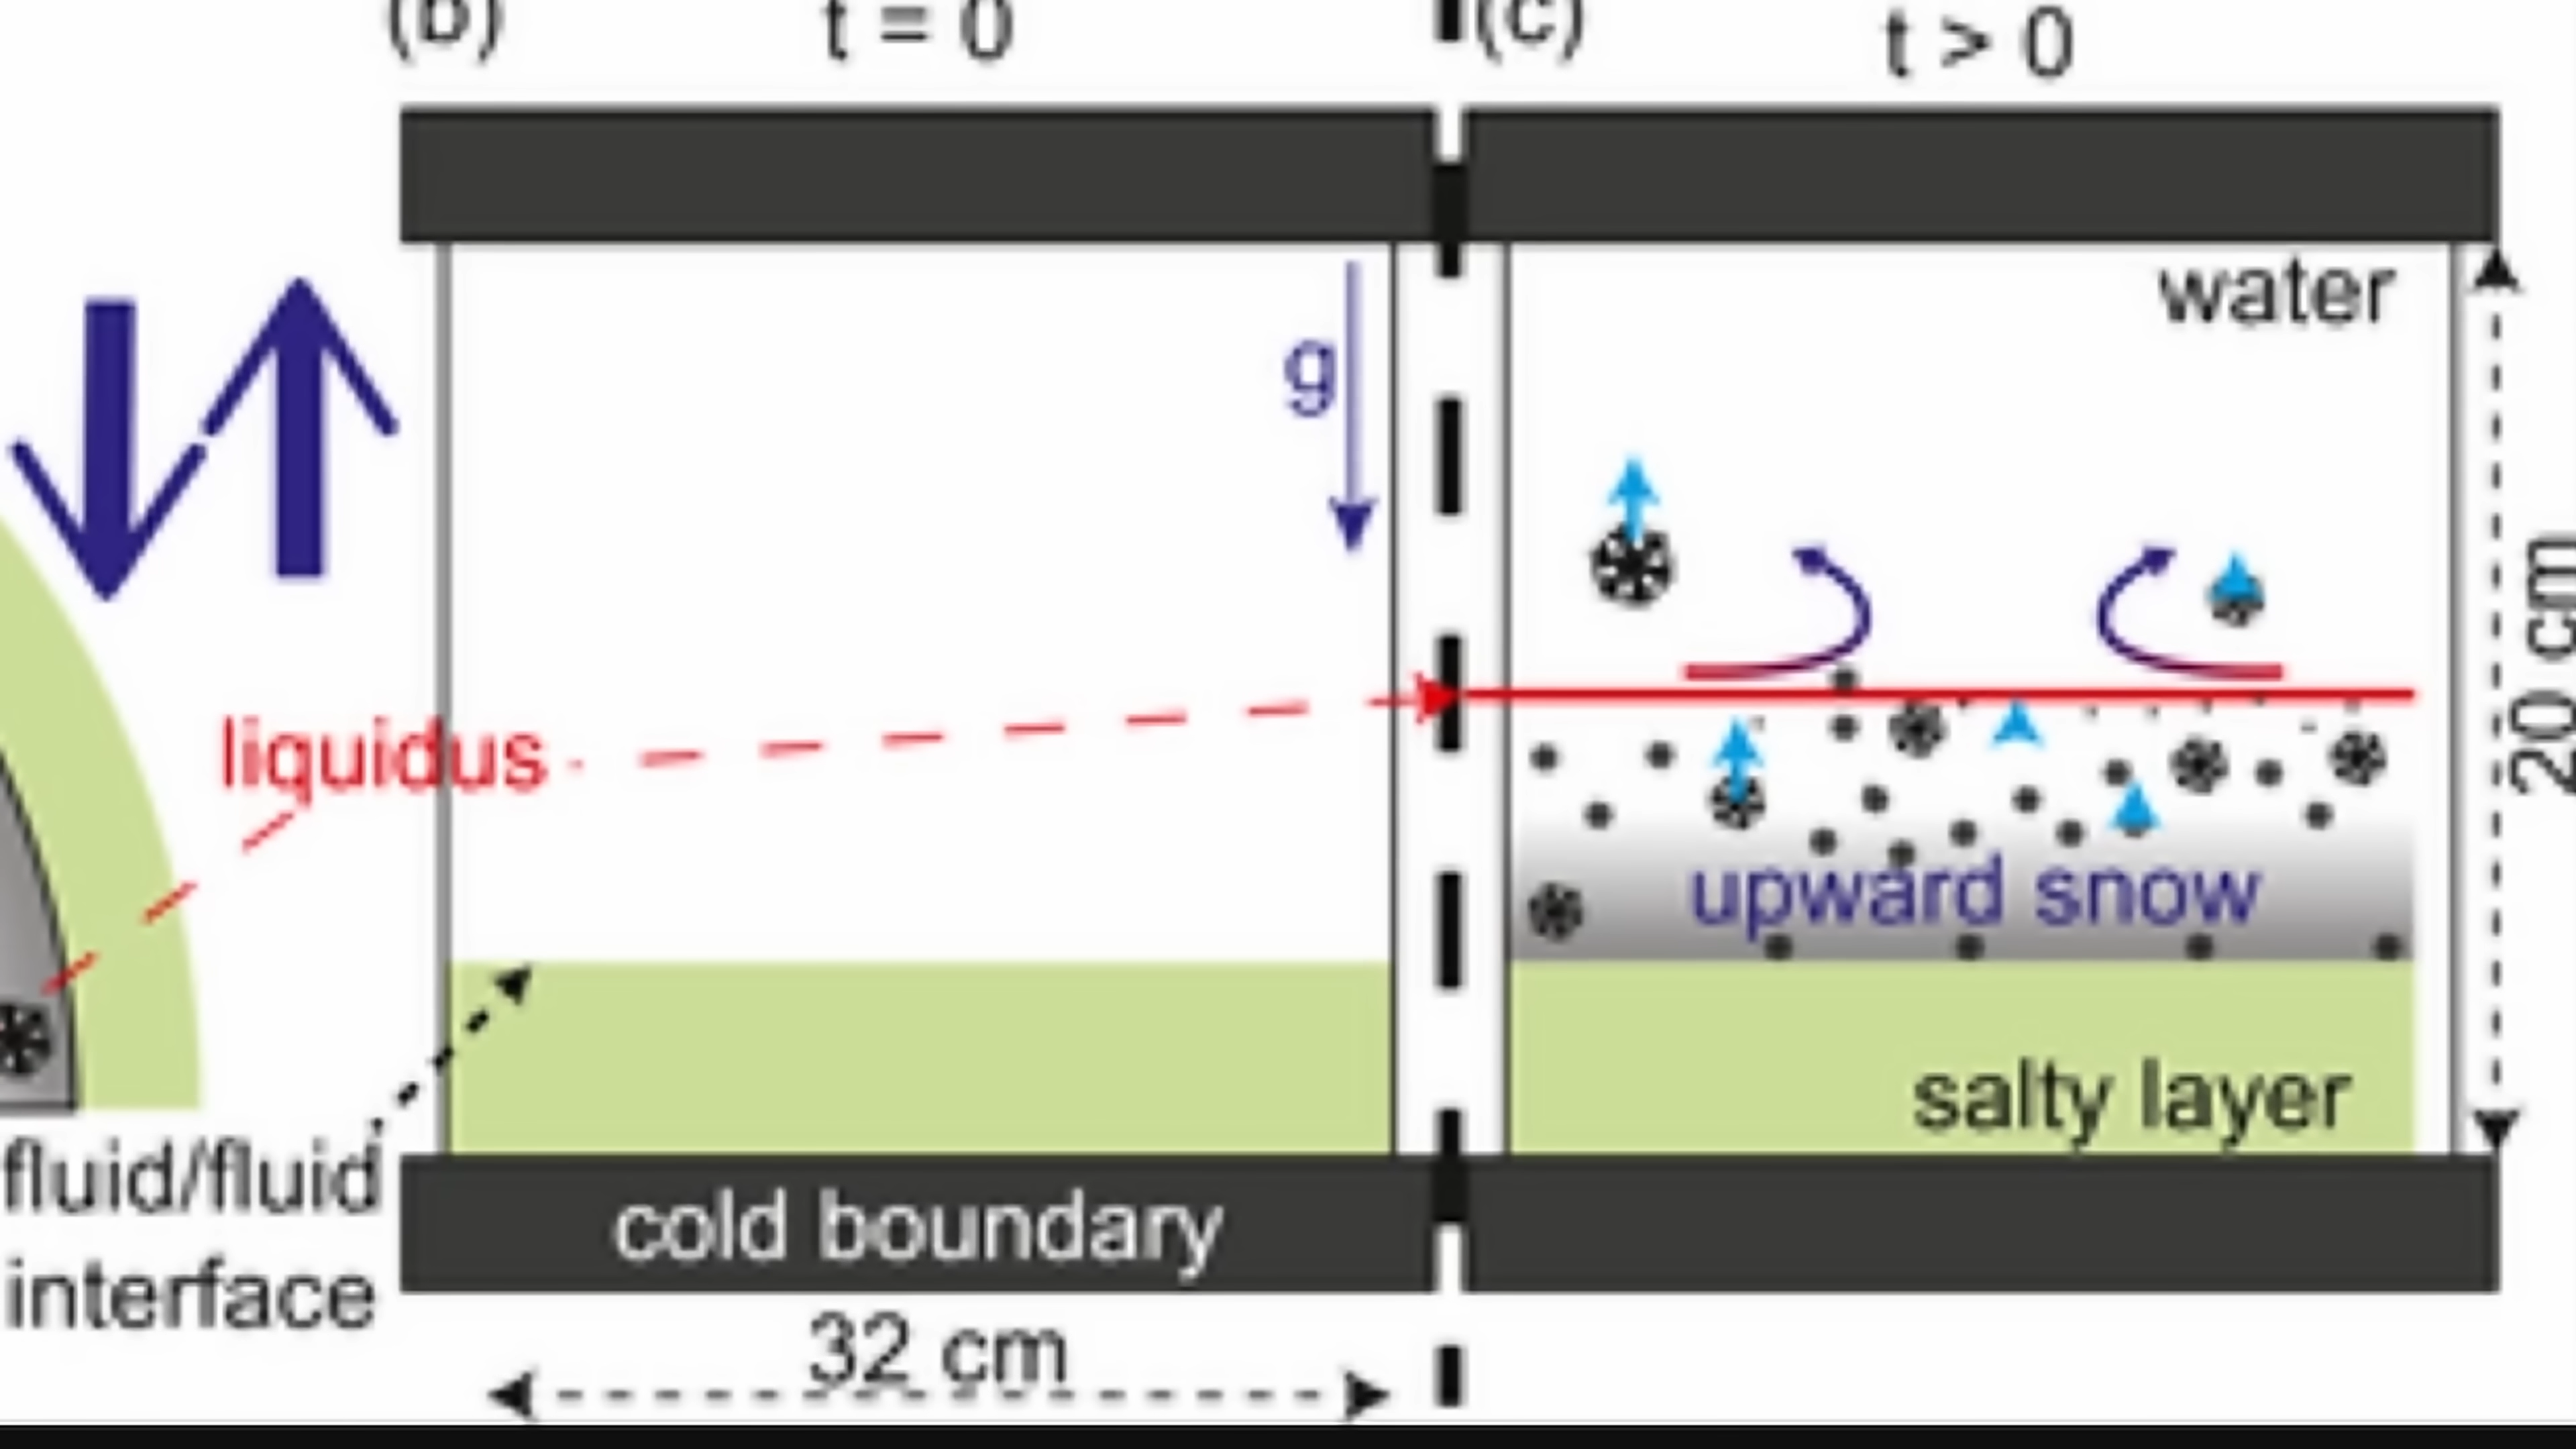 (b)
t = 0
(c)
t > 0
water
g
liquidus
20 cm
upward snow
salty layer
fluid/fluid
interface
cold boundary
32 cm